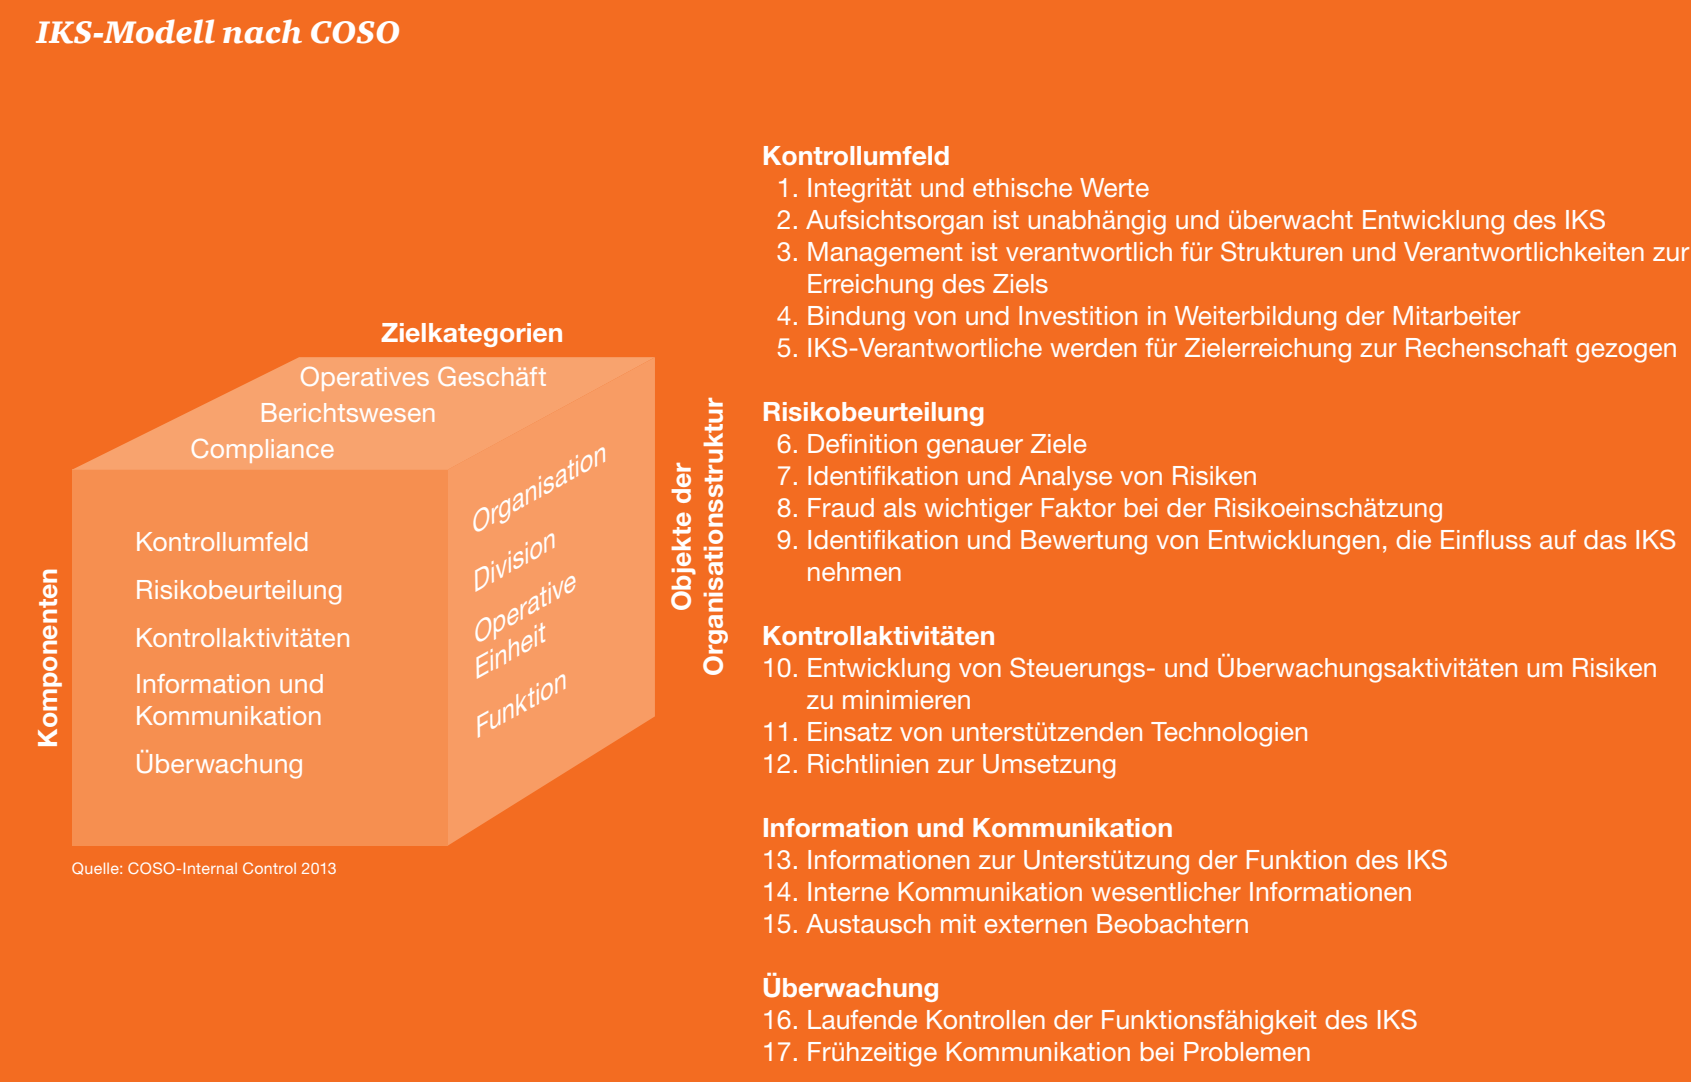 IKS-Modell nach COSO
Zielkategorien
Operatives Geschäft
Berichtswesen
Compliance
Komponenten
Kontrollumfeld
Risikobeurteilung
Kontrollaktivitäten
Information und
Kommunikation
Überwachung
Organisation
Division
Operative
Einheit
Funktion
Objekte der
Organisationsstruktur
Quelle: COSO-Internal Control 2013
Kontrollumfeld
1. Integrität und ethische Werte
2. Aufsichtsorgan ist unabhängig und überwacht Entwicklung des IKS
3. Management ist verantwortlich für Strukturen und Verantwortlichkeiten zur
Erreichung des Ziels
4. Bindung von und Investition in Weiterbildung der Mitarbeiter
5. IKS-Verantwortliche werden für Zielerreichung zur Rechenschaft gezogen
Risikobeurteilung
6. Definition genauer Ziele
7. Identifikation und Analyse von Risiken
8. Fraud als wichtiger Faktor bei der Risikoeinschätzung
9. Identifikation und Bewertung von Entwicklungen, die Einfluss auf das IKS
nehmen
Kontrollaktivitäten
10. Entwicklung von Steuerungs- und Überwachungsaktivitäten um Risiken
zu minimieren
11. Einsatz von unterstützenden Technologien
12. Richtlinien zur Umsetzung
Information und Kommunikation
13. Informationen zur Unterstützung der Funktion des IKS
14. Interne Kommunikation wesentlicher Informationen
15. Austausch mit externen Beobachtern
Überwachung
16. Laufende Kontrollen der Funktionsfähigkeit des IKS
17. Frühzeitige Kommunikation bei Problemen